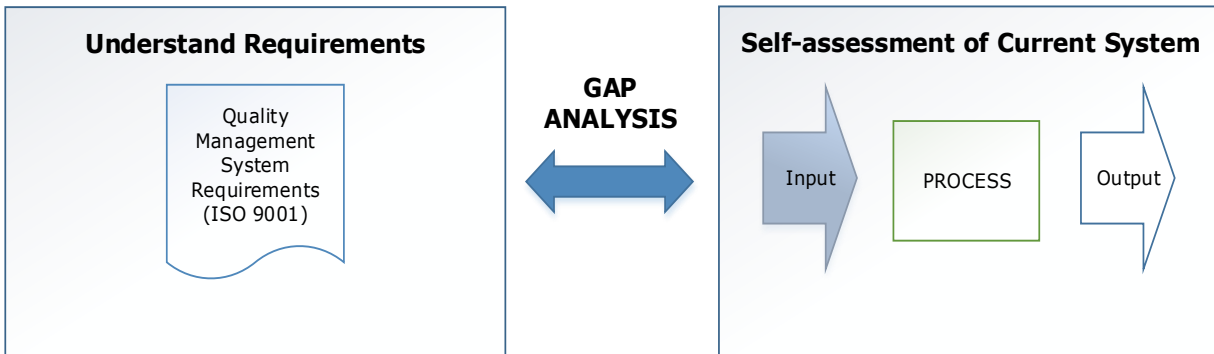 Understand Requirements
Quality
Management
System
Requirements
(ISO 9001)
GAP
ANALYSIS
Self-assessment of Current System
Input
PROCESS
Output